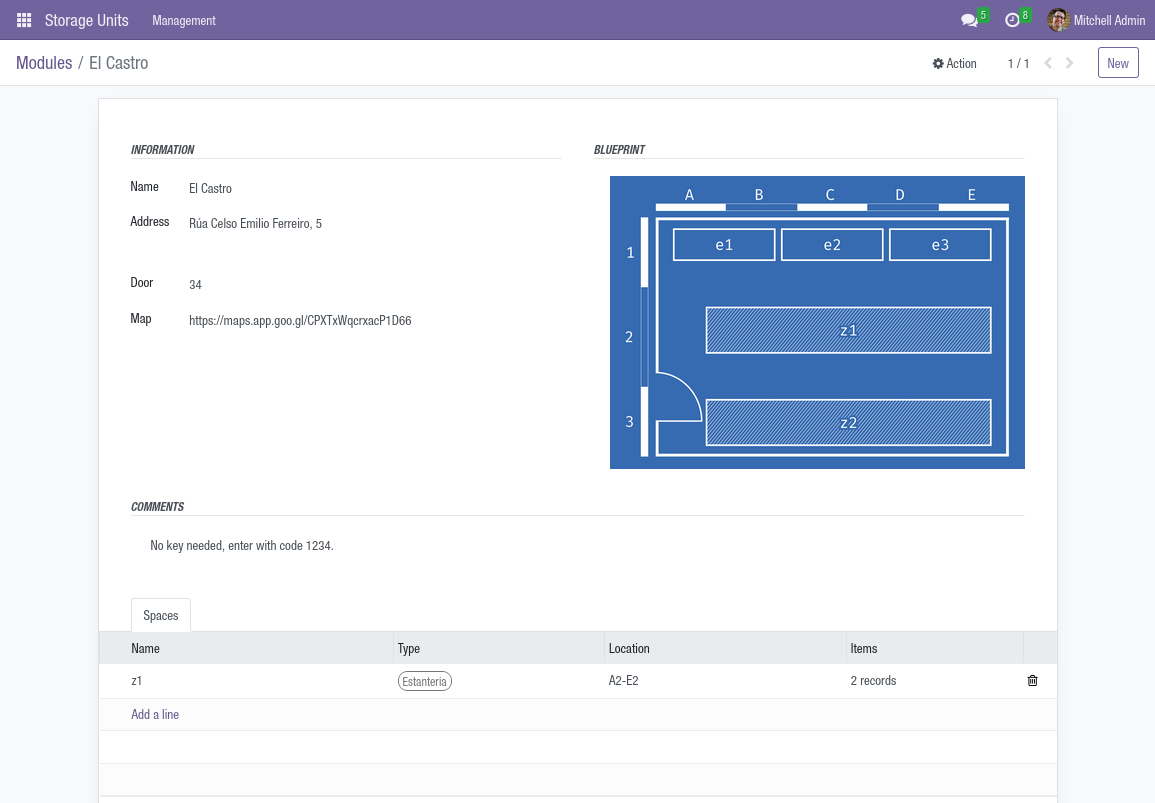 Storage Units Management 5 8 Mitchell Admin
Modules / El Castro Action 1 / 1 New
INFORMATION
Name El Castro
Address Rúa Celso Emilio Ferreiro, 5
Door 34
Map https://maps.app.goo.gl/CPXTxWqcrxacP1D66
BLUEPRINT
A B C D E
1 e1 e2 e3
2 z1
3 z2
COMMENTS
No key needed, enter with code 1234.
Spaces
Name Type Location Items
z1 Estantería A2-E2 2 records
Add a line